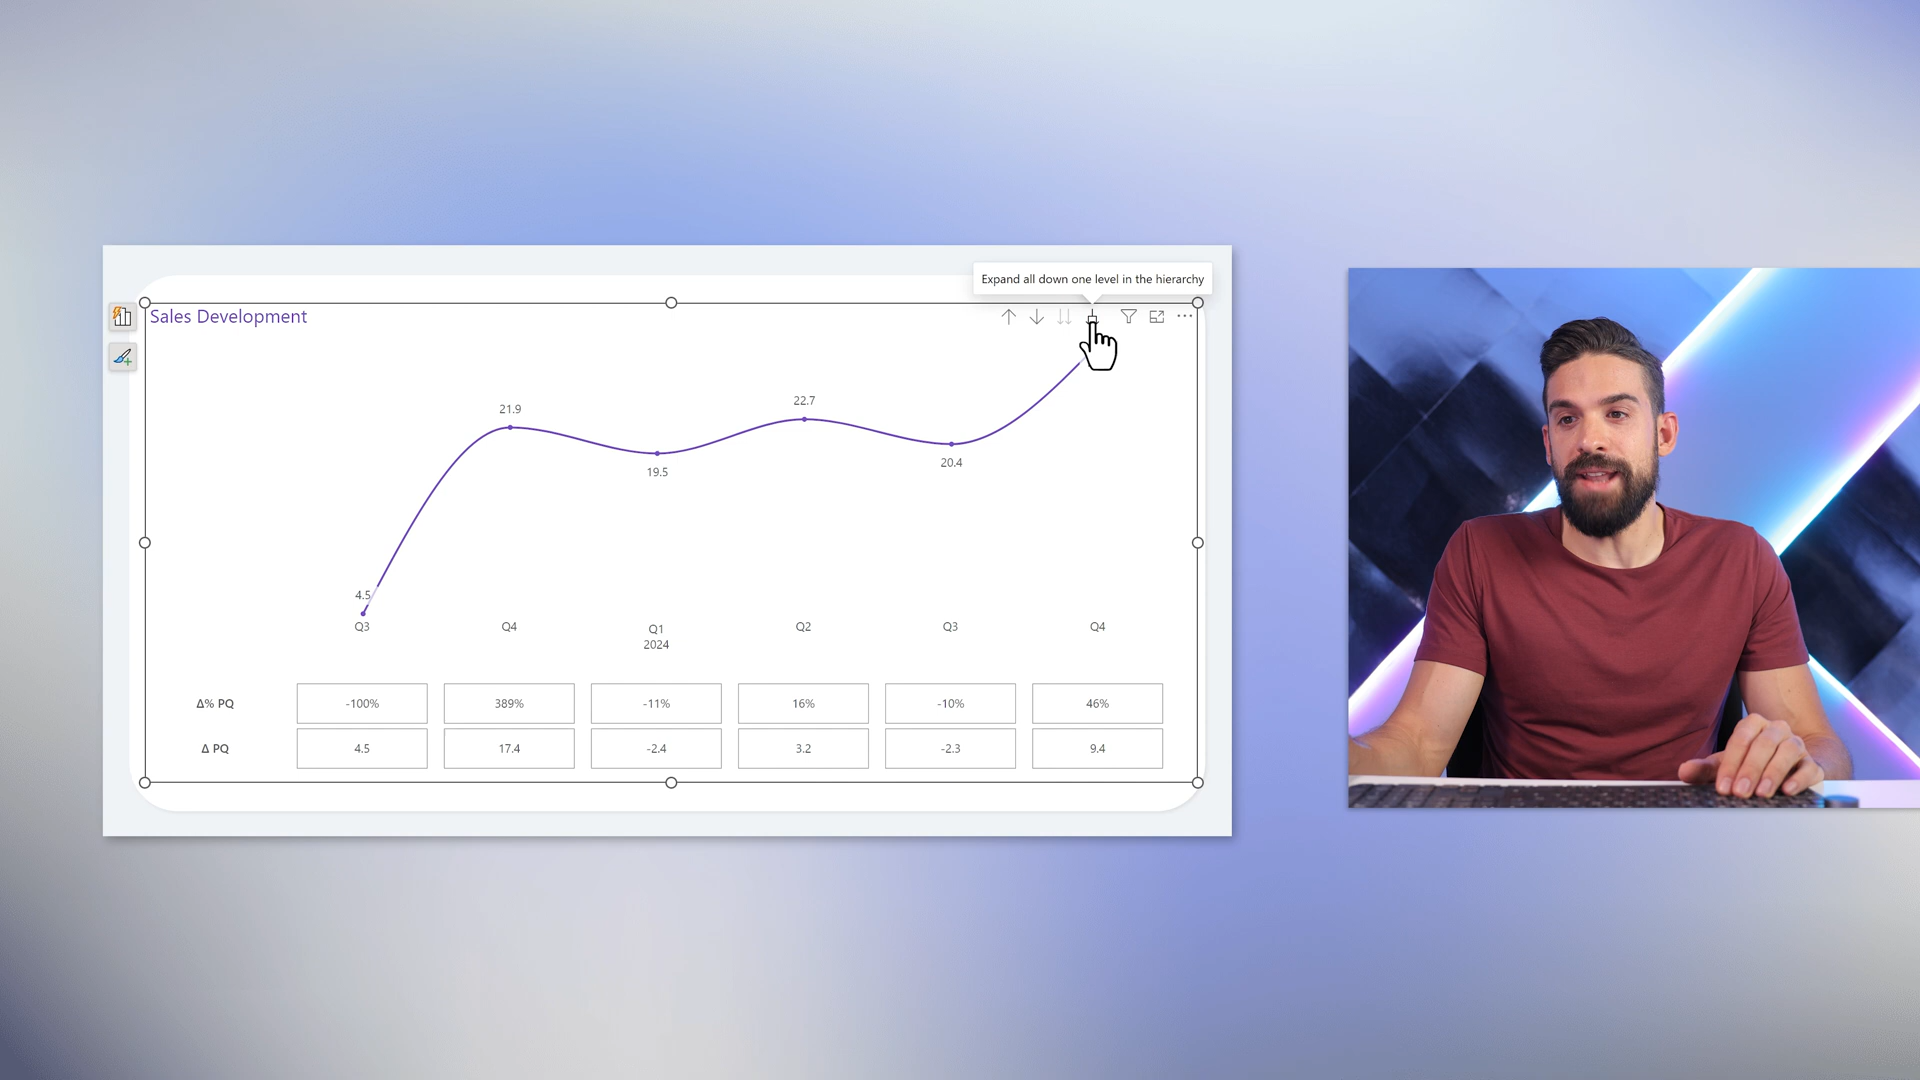 Expand all down one level in the hierarchy
Sales Development
21.9
22.7
19.5
20.4
4.5
Q3
Q4
Q1
Q2
Q3
Q4
2024
Δ% PQ
-100%
389%
-11%
16%
-10%
46%
Δ PQ
4.5
17.4
-2.4
3.2
-2.3
9.4